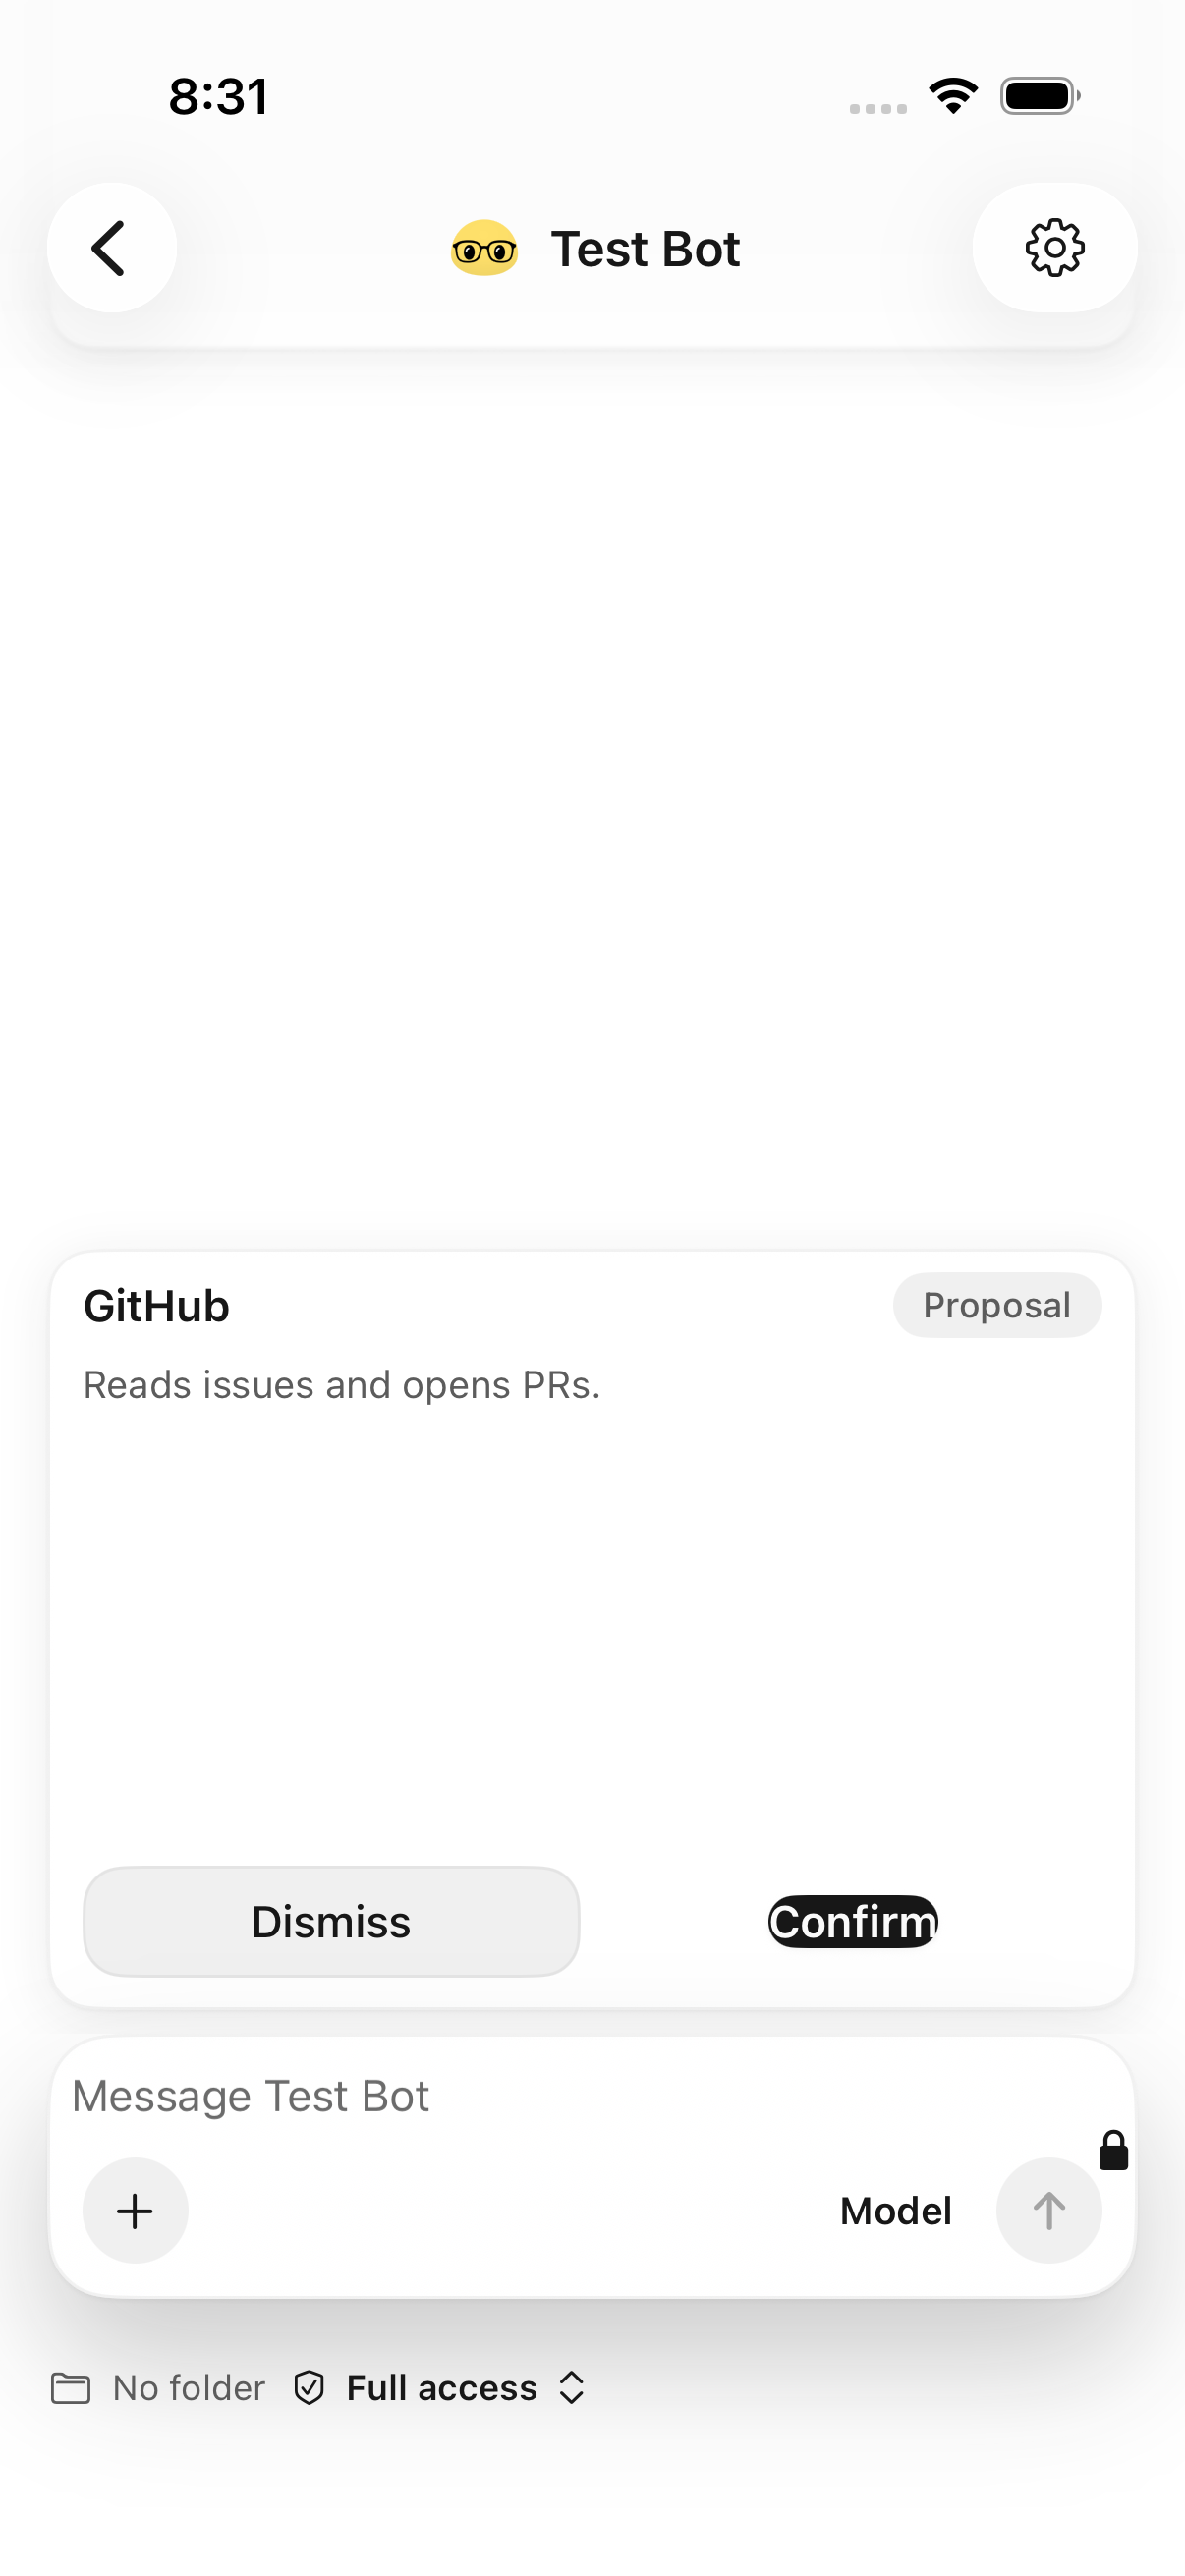 8:31
Test Bot
GitHub
Proposal
Reads issues and opens PRs.
Dismiss
Confirm
Message Test Bot
Model
No folder
Full access